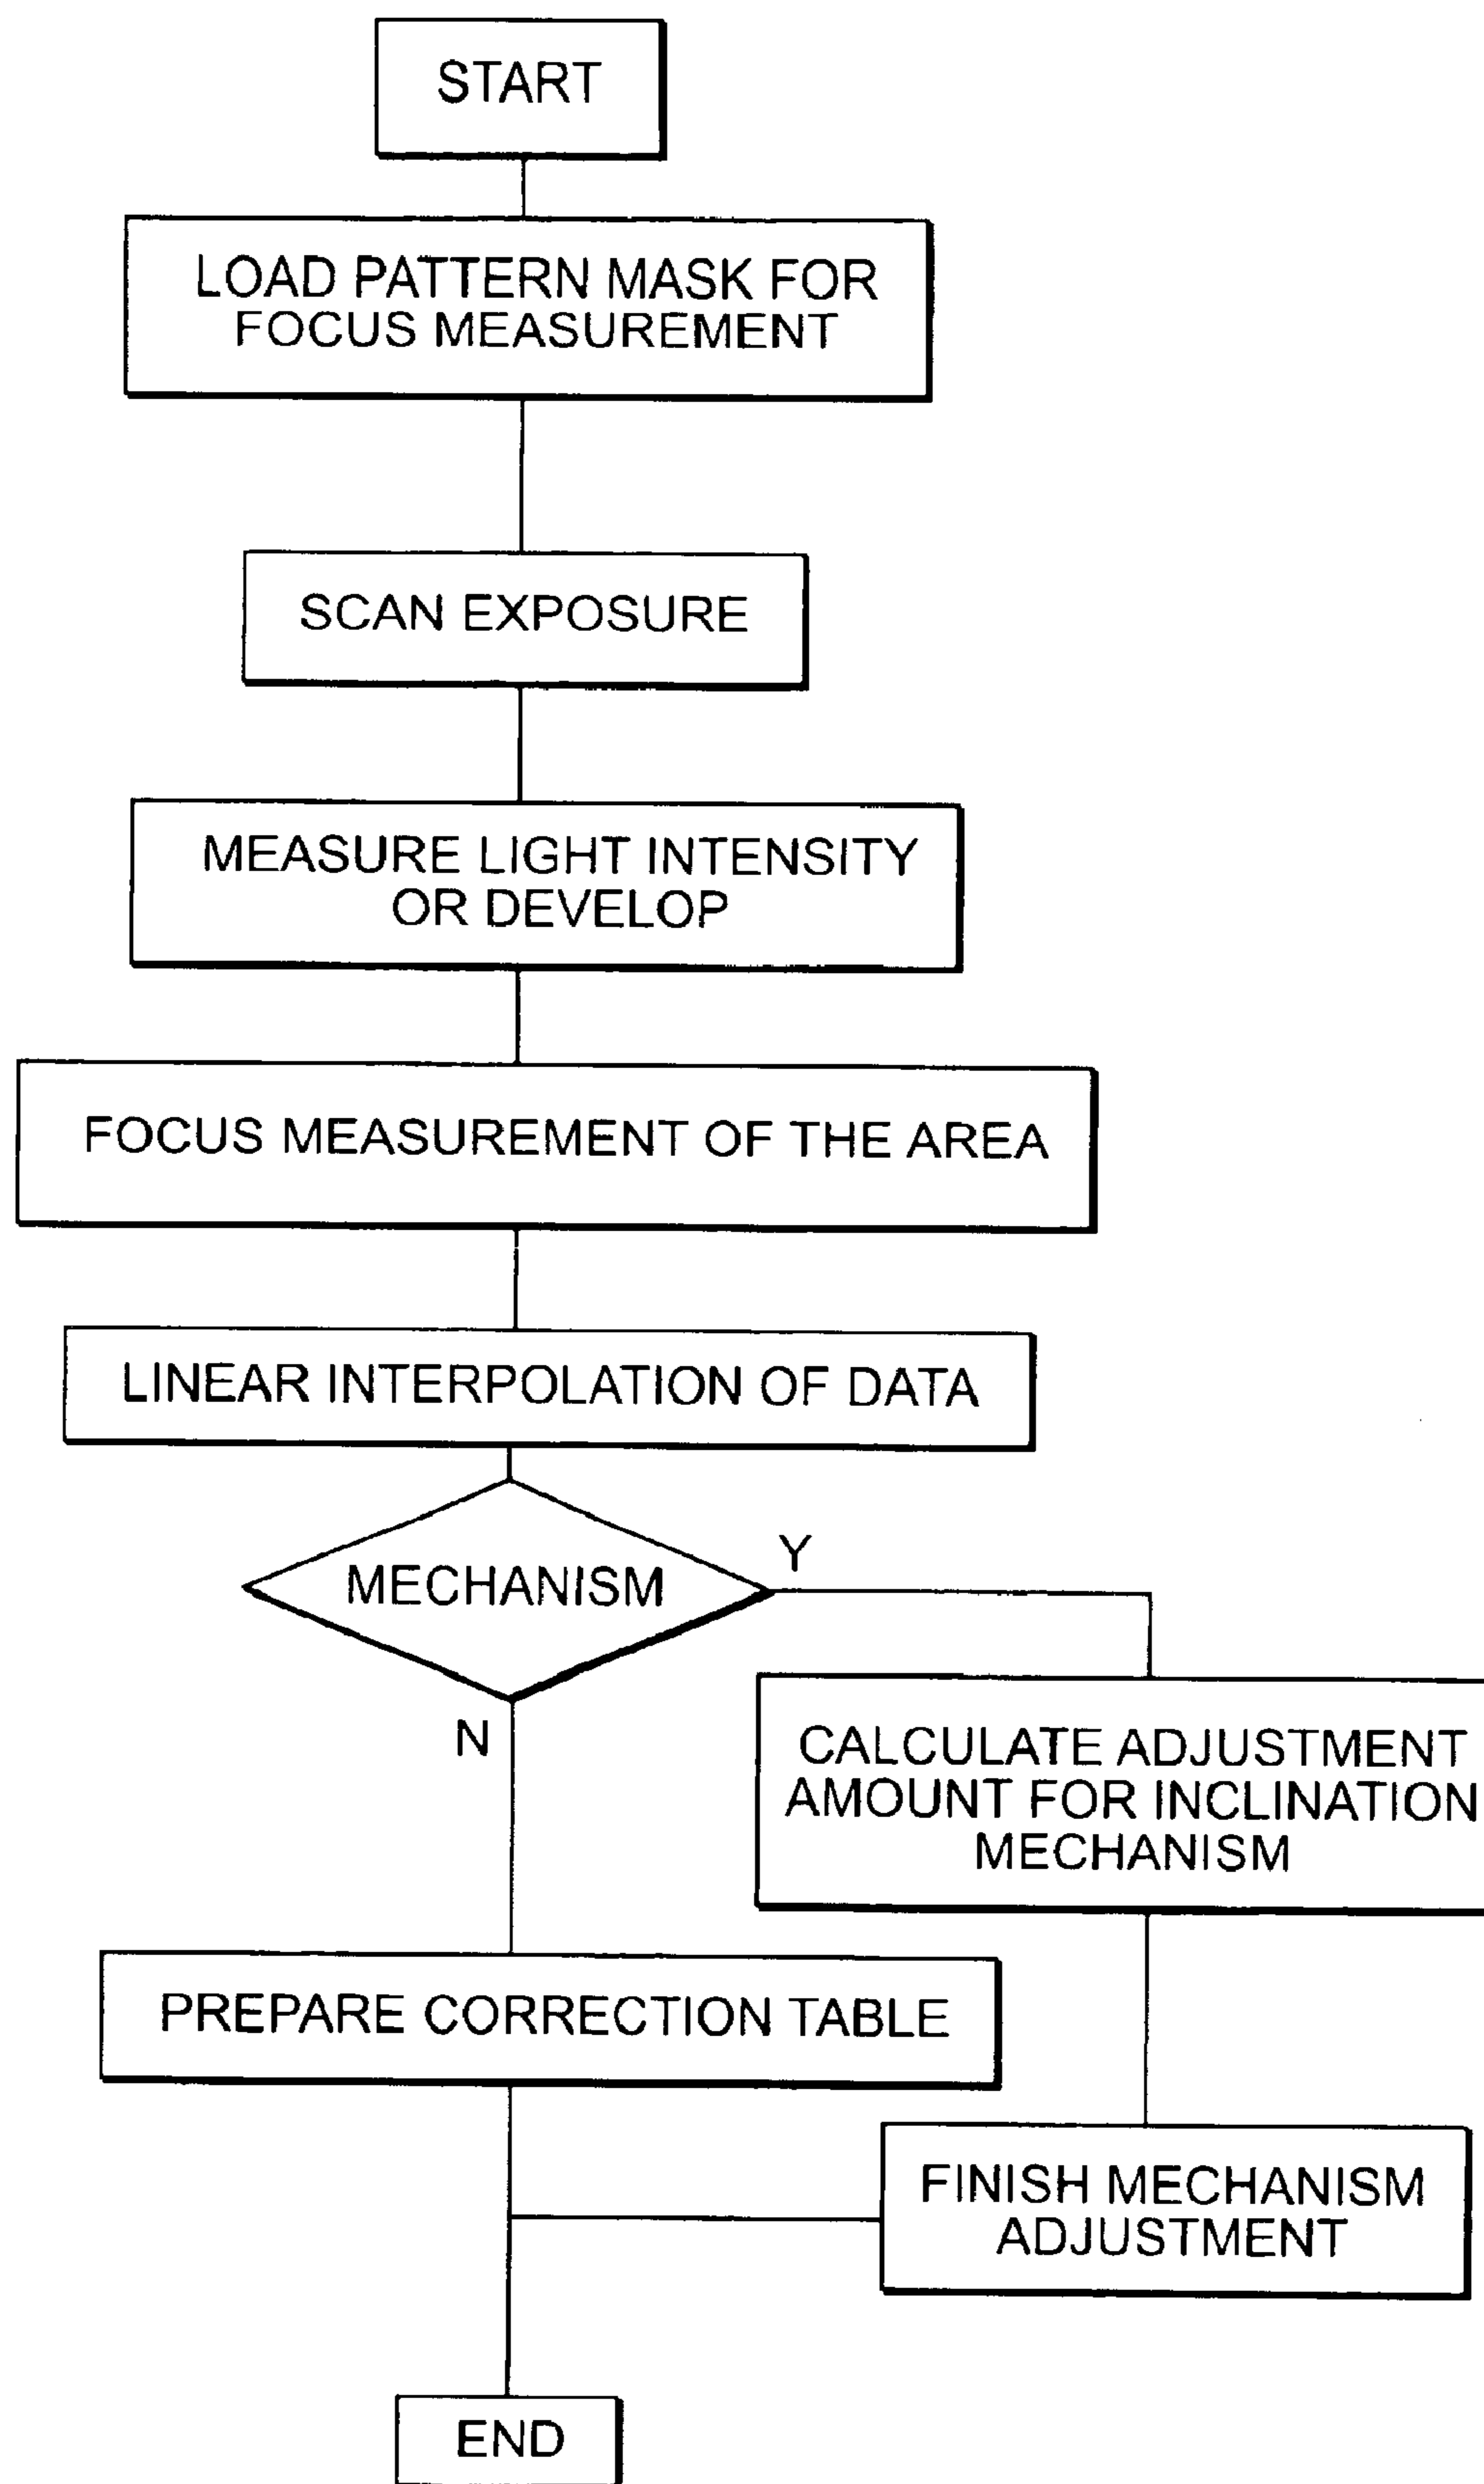 START
LOAD PATTERN MASK FOR
FOCUS MEASUREMENT
SCAN EXPOSURE
MEASURE LIGHT INTENSITY
OR DEVELOP
FOCUS MEASUREMENT OF THE AREA
LINEAR INTERPOLATION OF DATA
MECHANISM
Y
N
CALCULATE ADJUSTMENT
AMOUNT FOR INCLINATION
MECHANISM
PREPARE CORRECTION TABLE
FINISH MECHANISM
ADJUSTMENT
END